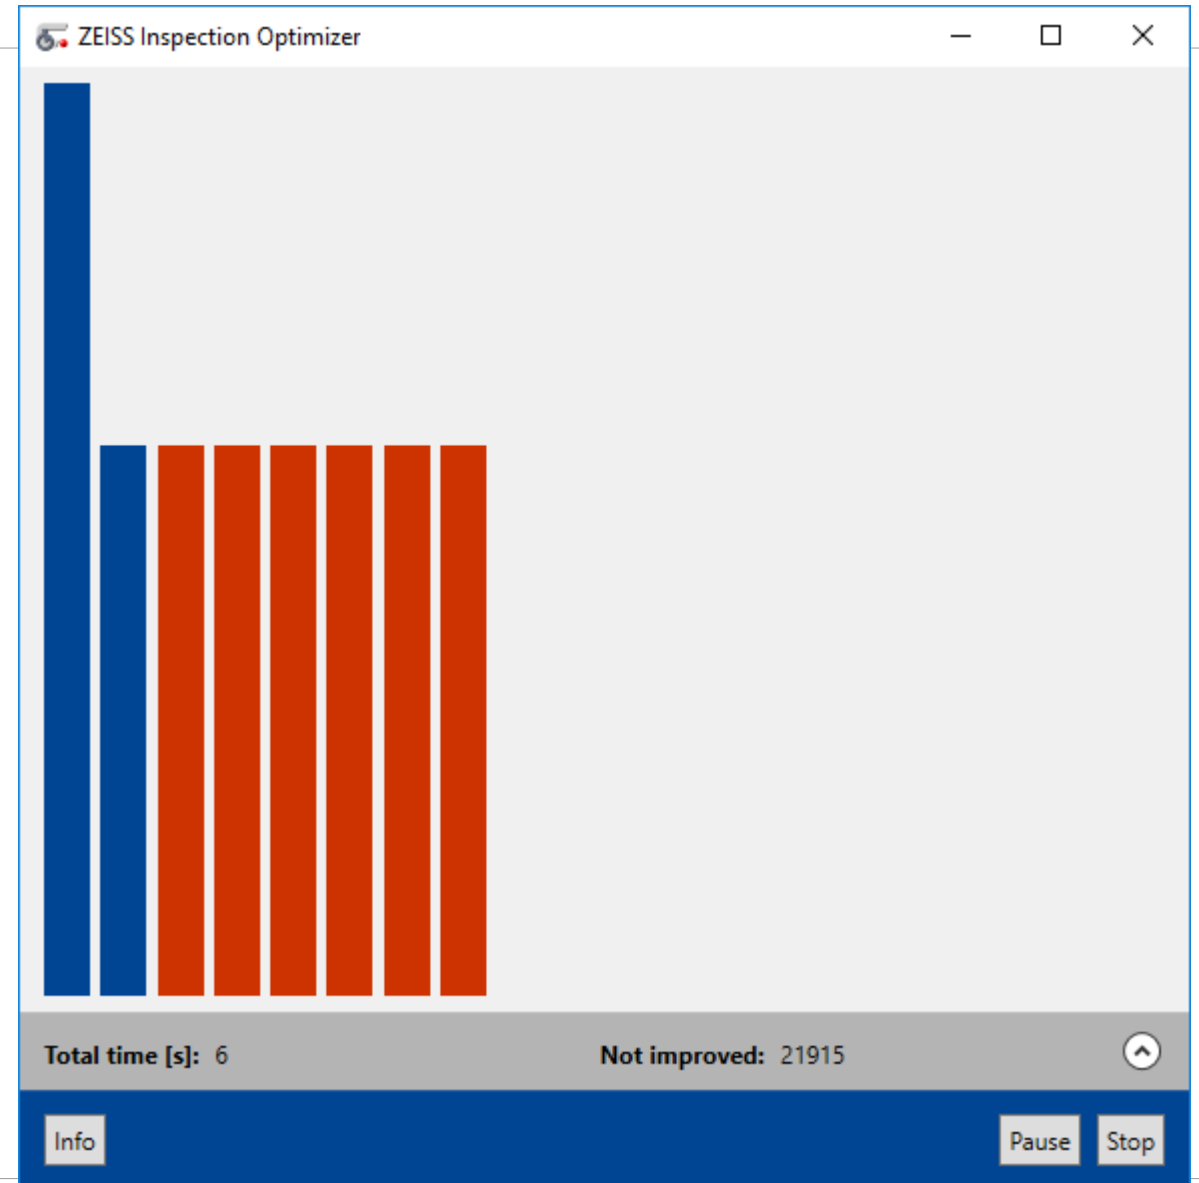 ZEISS Inspection Optimizer
Total time [s]: 6 Not improved: 21915
Info Pause Stop